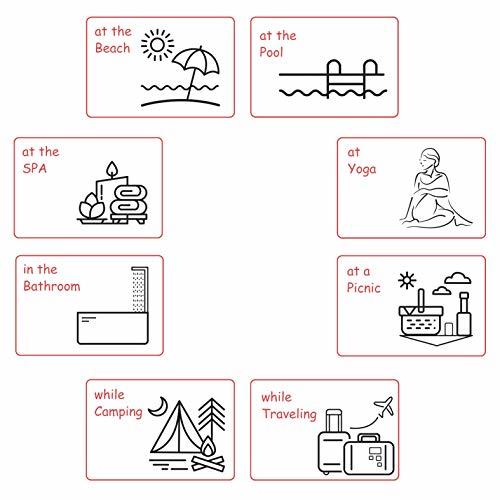 at the
Beach
at the
Pool
at the
SPA
at
Yoga
in the
Bathroom
at a
Picnic
while
Camping
while
Traveling